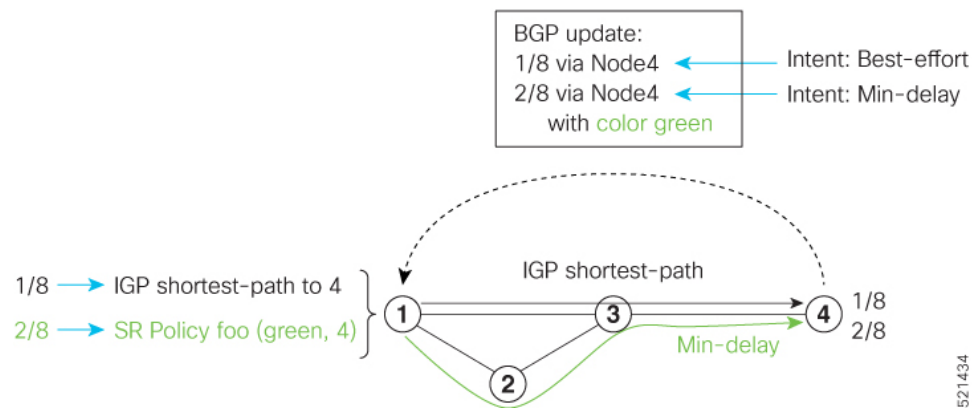 BGP update:
1/8 via Node4
Intent: Best-effort
2/8 via Node4
Intent: Min-delay
with color green
IGP shortest-path
1/8
IGP shortest-path to 4
2/8
SR Policy foo (green, 4)
1
3
4
1/8
2/8
Min-delay
2
521434